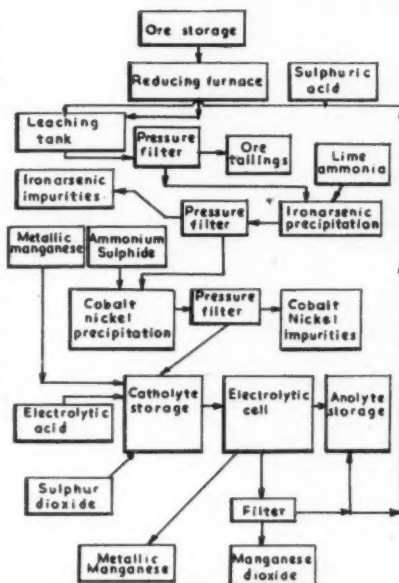 Ore storage
Reducing furnace
Sulphuric acid
Leaching
tank
Pressure
filter
Ore
tailings
Lime
ammonia
Ironarsenic
impurities
Pressure
filter
Ironarsenic
precipitation
Metallic
manganese
Ammonium
Sulphide
Cobalt
nickel
precipitation
Pressure
filter
Cobalt
Nickel
Impurities
Catholyte
storage
Electrolytic
cell
Anolyte
storage
Electrolytic
acid
Sulphur
dioxide
Filter
Metallic
Manganese
Manganese
dioxide